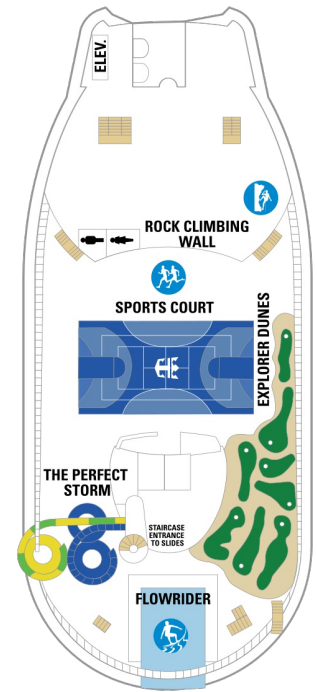 ELEV.
ROCK CLIMBING
WALL
SPORTS COURT
EXPLORER DUNES
THE PERFECT
STORM
STAIRCASE
ENTRANCE
TO SLIDES
FLOWRIDER